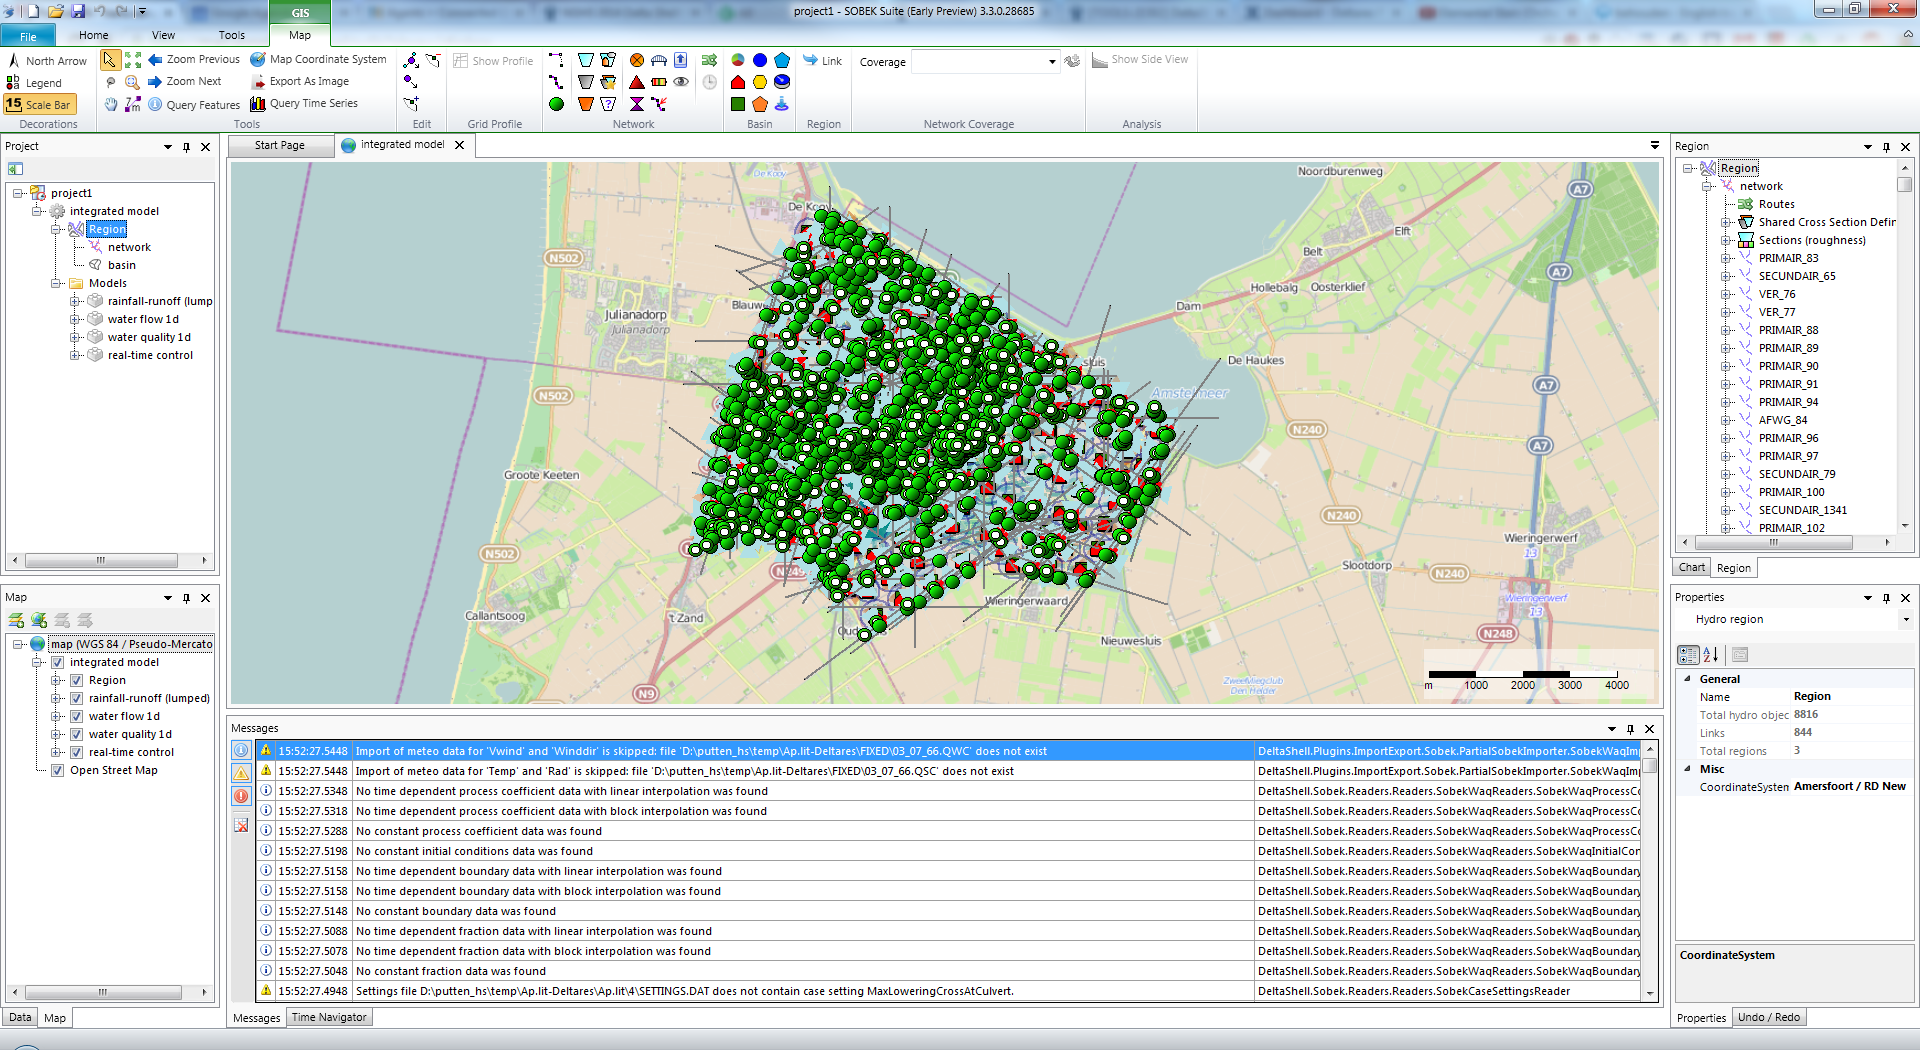 project1 - SOBEK Suite (Early Preview) 3.3.0.28685
GIS
File
Home
View
Tools
Map
North Arrow
Legend
15 Scale Bar
Decorations
Zoom Previous
Zoom Next
Query Features
Map Coordinate System
Export As Image
Query Time Series
Tools
Edit
Show Profile
Grid Profile
Network
Basin
Link
Region
Coverage
Network Coverage
Show Side View
Analysis
Project
project1
integrated model
Region
network
basin
Models
rainfall-runoff (lump
water flow 1d
water quality 1d
real-time control
Map
map (WGS 84 / Pseudo-Mercato
integrated model
Region
rainfall-runoff (lumped)
water flow 1d
water quality 1d
real-time control
Open Street Map
Data
Map
Start Page
integrated model
De Kooy
De Kooy
Noordburenweg
A7
Elft
Belt
N502
A7
Hollebalg
Oosterklief
Dam
Blauw
Julianadorp
Julianadorp
De Haukes
sluis
A7
Amstelmeer
N502
N240
A7
Groote Keeten
N240
N502
Wieringerwerf
13
Slootdorp
N240
Wieringerwerf
13
Callantsoog
't Zand
Wieringerwaard
Oud
N248
Nieuwesluis
N9
Zweefvliegclub
Den Helder
m
1000
2000
3000
4000
Messages
15:52:27.5448 Import of meteo data for 'Vwind' and 'Winddir' is skipped: file 'D:\putten_hs\temp\Ap.lit-Deltares\FIXED\03_07_66.QWC' does not exist DeltaShell.Plugins.ImportExport.Sobek.PartialSobekImporter.SobekWaqIm
15:52:27.5448 Import of meteo data for 'Temp' and 'Rad' is skipped: file 'D:\putten_hs\temp\Ap.lit-Deltares\FIXED\03_07_66.QSC' does not exist DeltaShell.Plugins.ImportExport.Sobek.PartialSobekImporter.SobekWaqIm
15:52:27.5348 No time dependent process coefficient data with linear interpolation was found DeltaShell.Sobek.Readers.Readers.SobekWaqReaders.SobekWaqProcessCo
15:52:27.5318 No time dependent process coefficient data with block interpolation was found DeltaShell.Sobek.Readers.Readers.SobekWaqReaders.SobekWaqProcessCo
15:52:27.5288 No constant process coefficient data was found DeltaShell.Sobek.Readers.Readers.SobekWaqReaders.SobekWaqProcessCo
15:52:27.5198 No constant initial conditions data was found DeltaShell.Sobek.Readers.Readers.SobekWaqReaders.SobekWaqInitialCor
15:52:27.5158 No time dependent boundary data with linear interpolation was found DeltaShell.Sobek.Readers.Readers.SobekWaqReaders.SobekWaqBoundary
15:52:27.5158 No time dependent boundary data with block interpolation was found DeltaShell.Sobek.Readers.Readers.SobekWaqReaders.SobekWaqBoundary
15:52:27.5148 No constant boundary data was found DeltaShell.Sobek.Readers.Readers.SobekWaqReaders.SobekWaqBoundary
15:52:27.5088 No time dependent fraction data with linear interpolation was found DeltaShell.Sobek.Readers.Readers.SobekWaqReaders.SobekWaqBoundary
15:52:27.5078 No time dependent fraction data with block interpolation was found DeltaShell.Sobek.Readers.Readers.SobekWaqReaders.SobekWaqBoundary
15:52:27.5048 No constant fraction data was found DeltaShell.Sobek.Readers.Readers.SobekWaqReaders.SobekWaqBoundary
15:52:27.4948 Settings file D:\putten_hs\temp\Ap.lit-Deltares\Ap.lit\4\SETTINGS.DAT does not contain case setting MaxLoweringCrossAtCulvert. DeltaShell.Sobek.Readers.Readers.SobekCaseSettingsReader
Messages
Time Navigator
Region
Region
network
Routes
Shared Cross Section Defir
Sections (roughness)
PRIMAIR_83
SECUNDAIR_65
VER_76
VER_77
PRIMAIR_88
PRIMAIR_89
PRIMAIR_90
PRIMAIR_91
PRIMAIR_94
AFWG_84
PRIMAIR_96
PRIMAIR_97
SECUNDAIR_79
PRIMAIR_100
SECUNDAIR_1341
PRIMAIR_102
Chart
Region
Properties
Hydro region
General
Name Region
Total hydro objec 8816
Links 844
Total regions 3
Misc
CoordinateSystem Amersfoort / RD New
CoordinateSystem
Properties
Undo / Redo